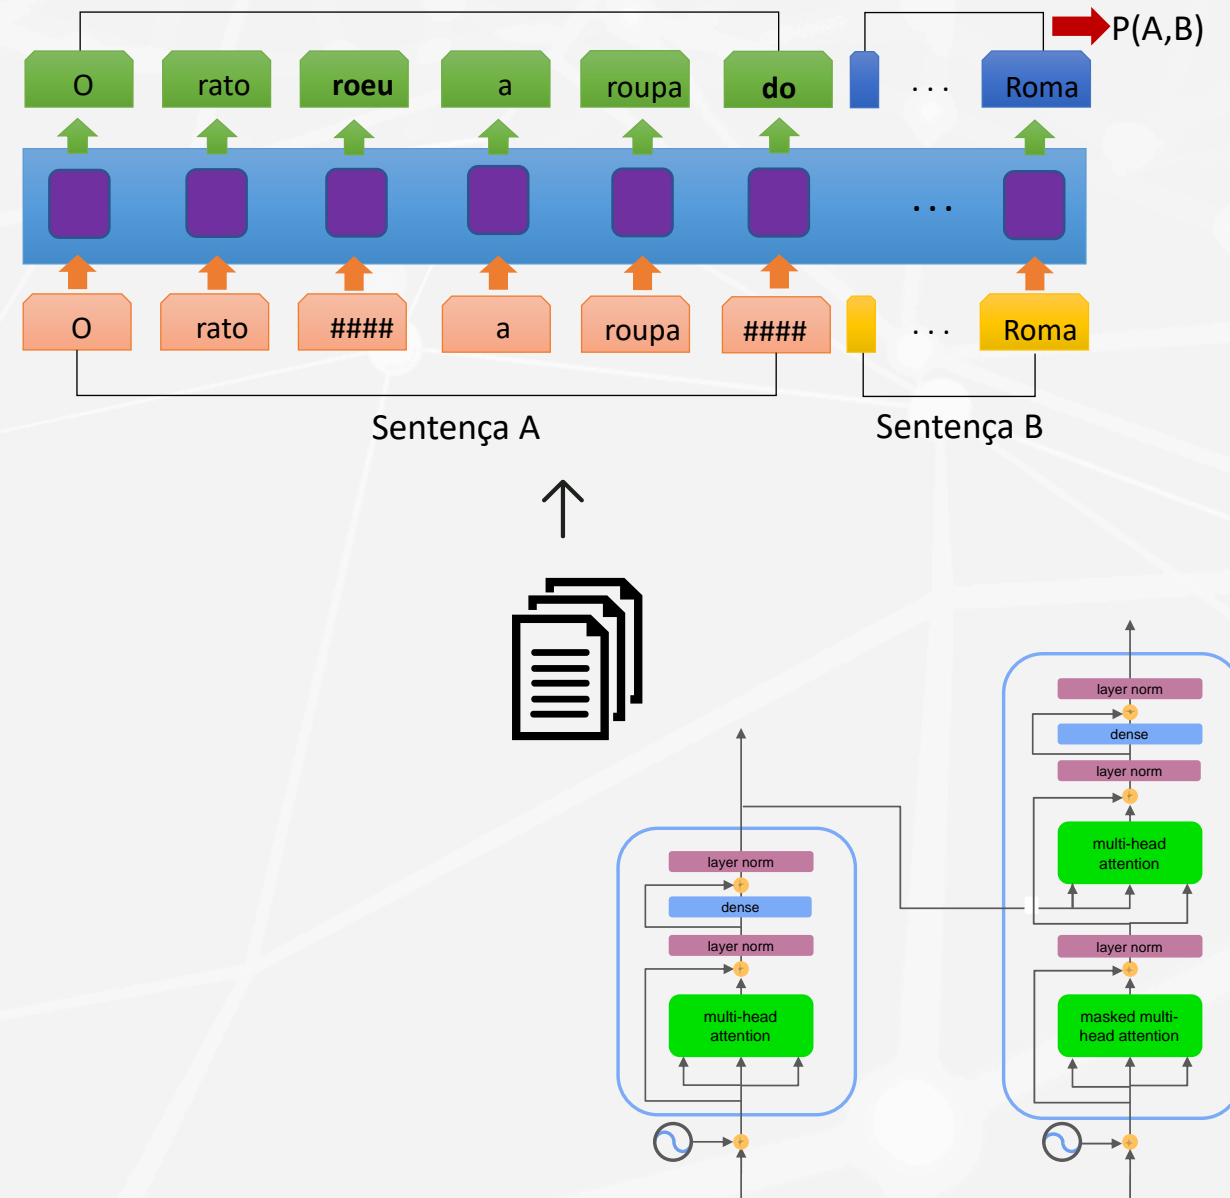 P(A,B)
O rato roeu a roupa do . . . Roma
. . .
O rato #### a roupa #### . . . Roma
Sentença A Sentença B
layer norm
dense
layer norm
multi-head
attention
layer norm
masked multi-
head attention
layer norm
dense
layer norm
multi-head
attention